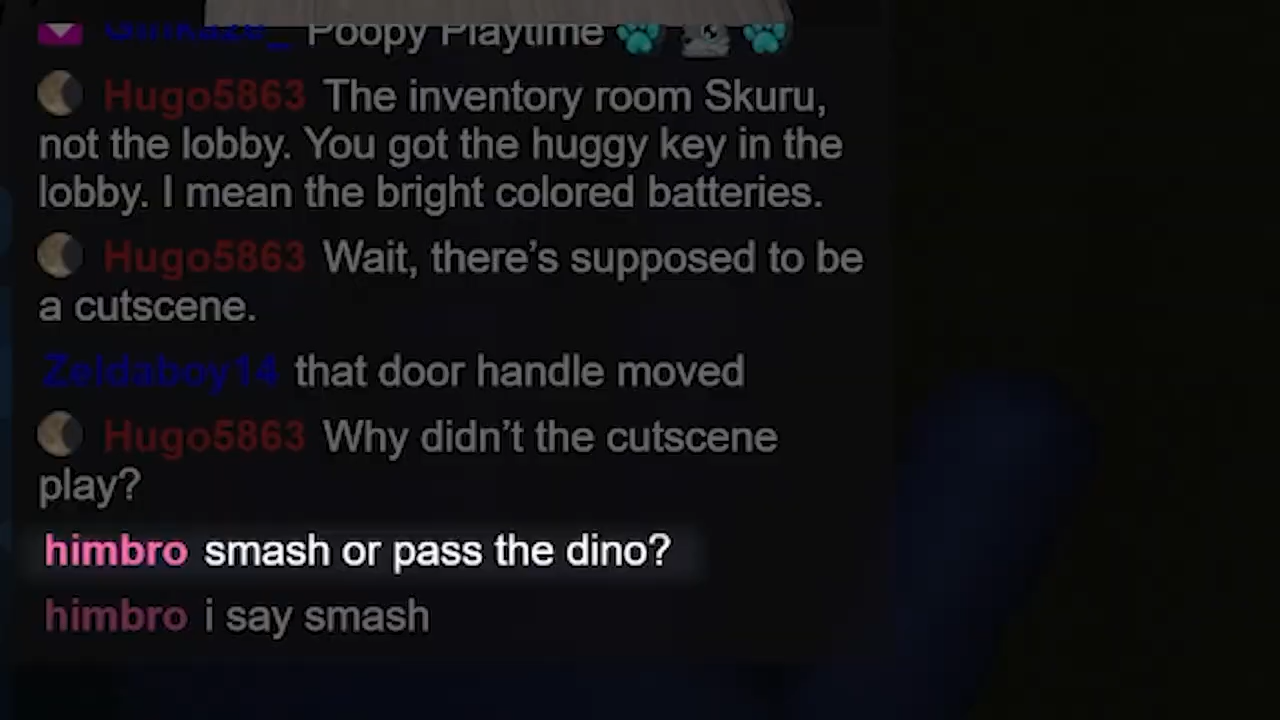 Poopy Playtime
Hugo5863 The inventory room Skuru,
not the lobby. You got the huggy key in the
lobby. I mean the bright colored batteries.
Hugo5863 Wait, there’s supposed to be
a cutscene.
Zeldaboy14 that door handle moved
Hugo5863 Why didn’t the cutscene
play?
himbro smash or pass the dino?
himbro i say smash